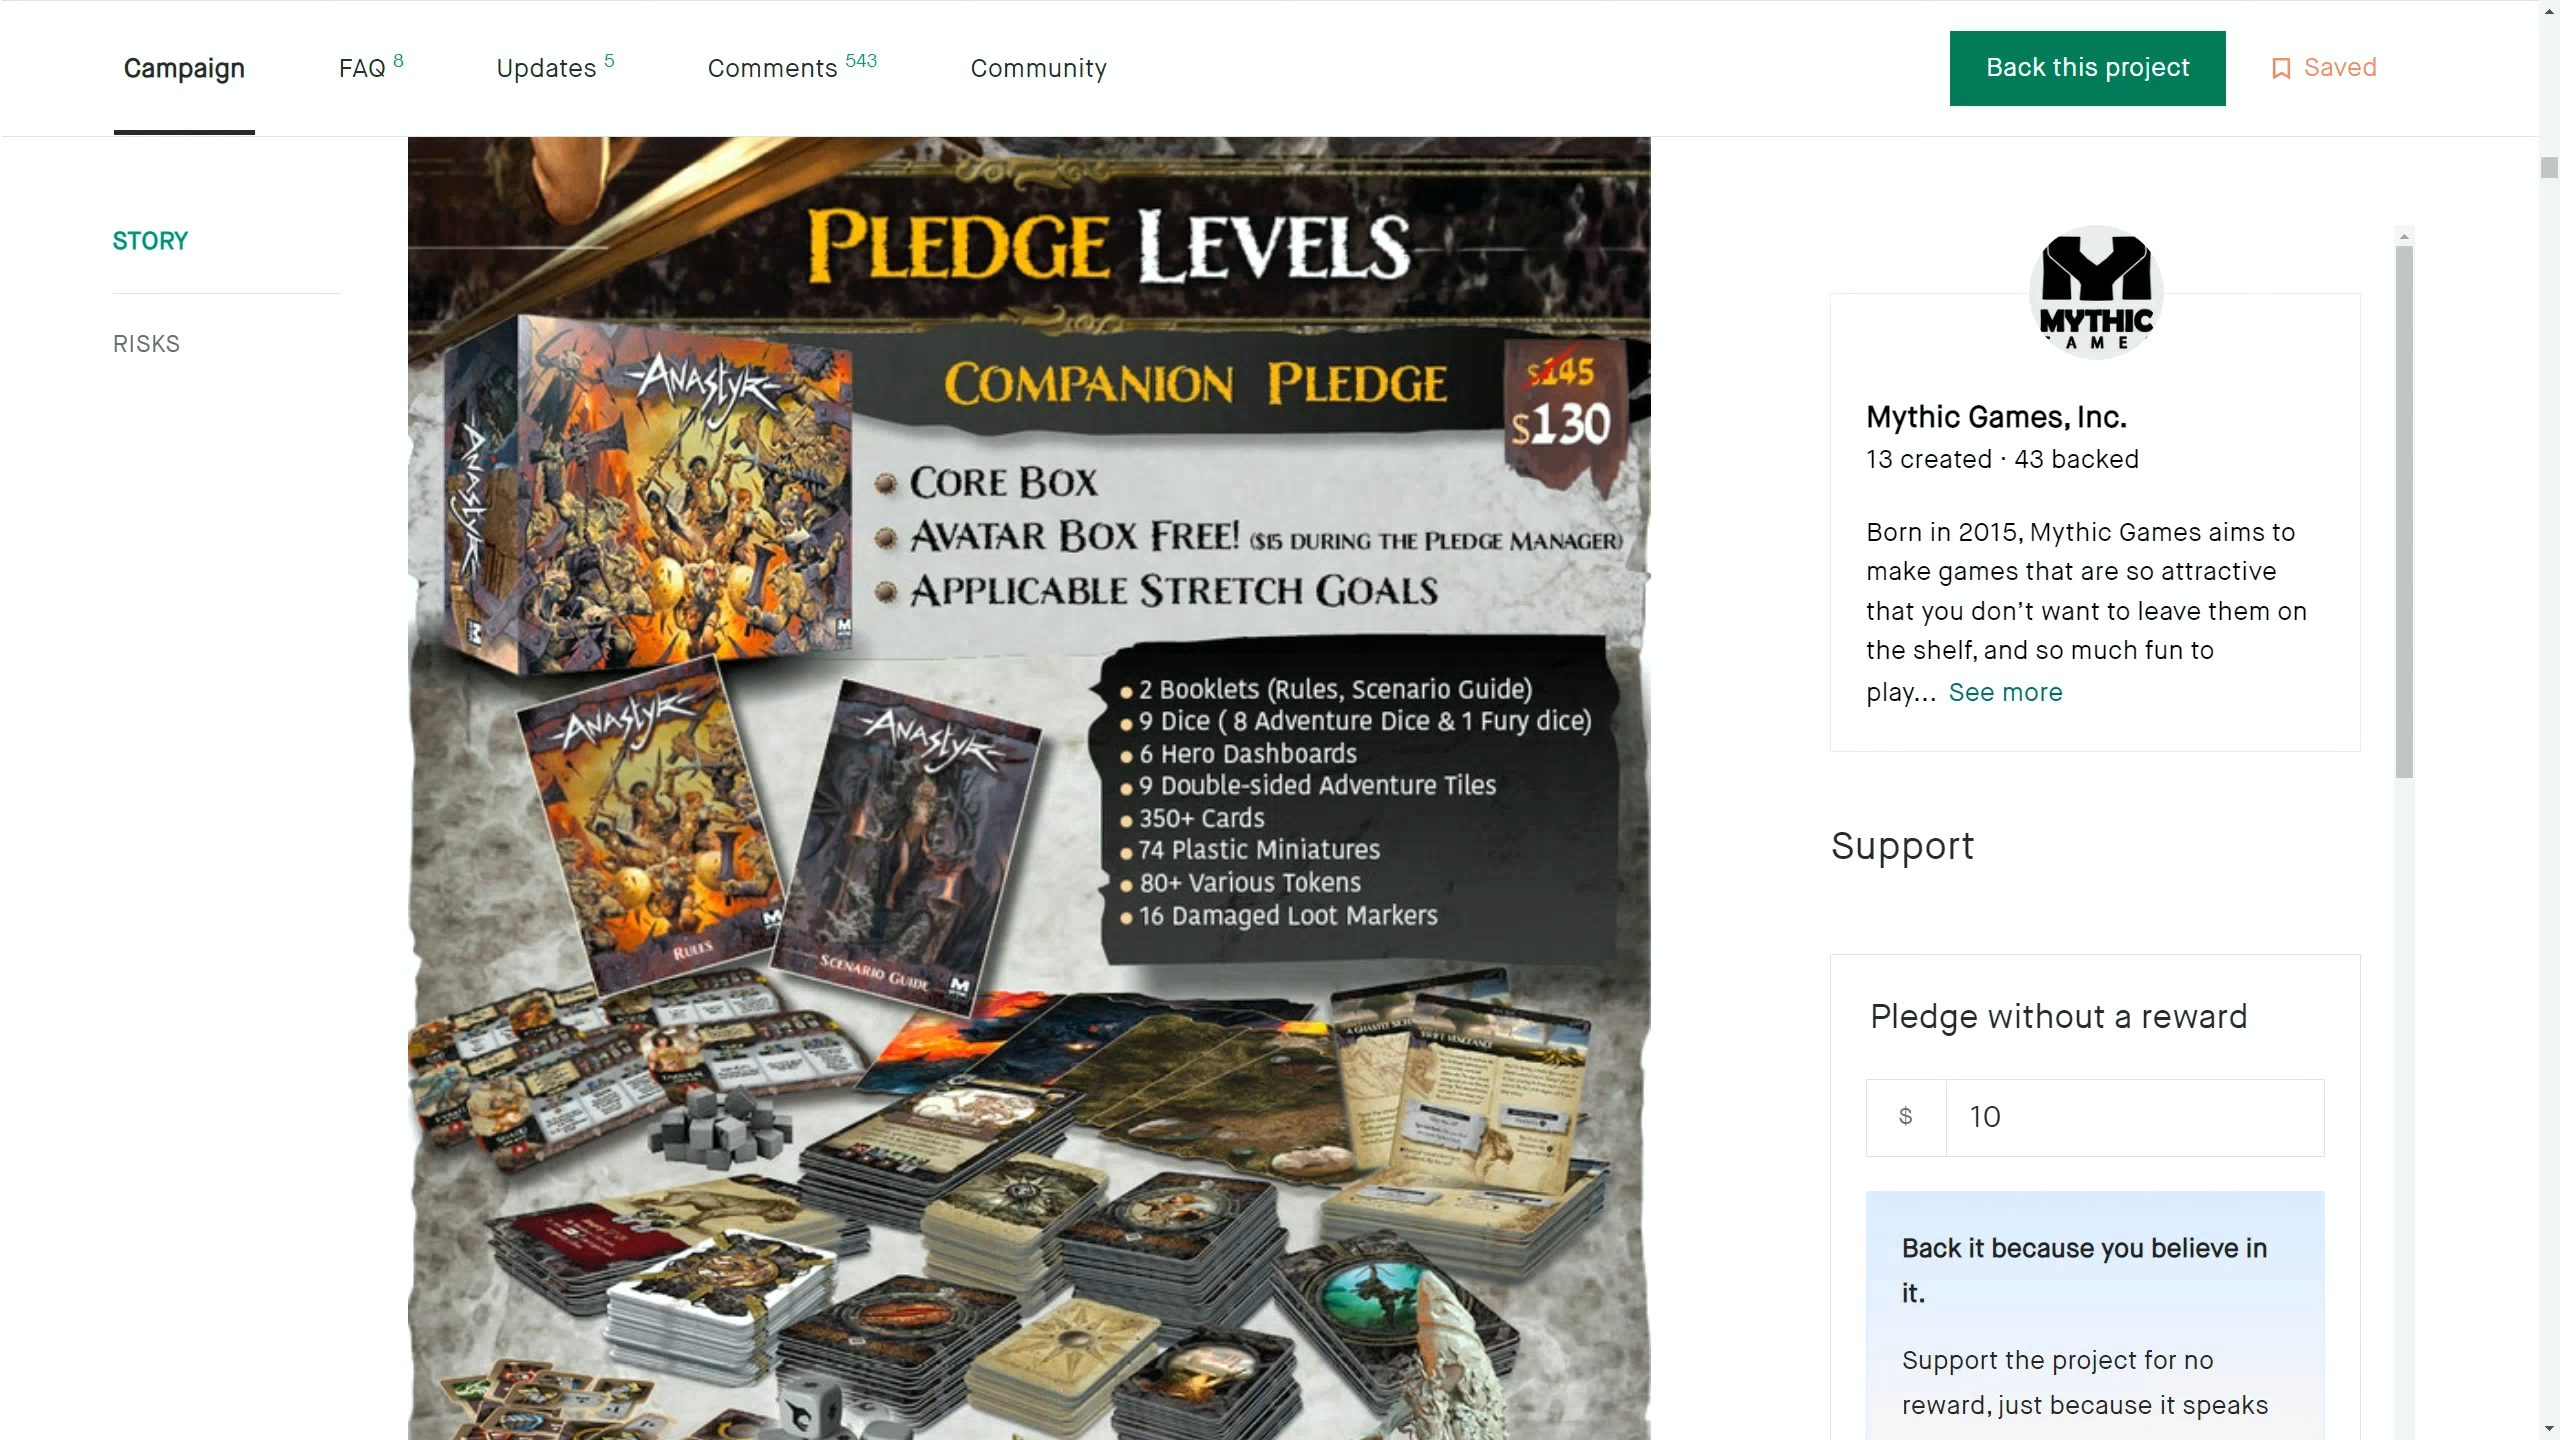 Campaign
FAQ 8
Updates 5
Comments 543
Community
Back this project
Saved
STORY
RISKS
PLEDGE LEVELS
COMPANION PLEDGE
$145
$130
ANASTYR
ANASTYR
CORE BOX
AVATAR BOX FREE! ($15 DURING THE PLEDGE MANAGER)
APPLICABLE STRETCH GOALS
2 Booklets (Rules, Scenario Guide)
9 Dice ( 8 Adventure Dice & 1 Fury dice)
6 Hero Dashboards
9 Double-sided Adventure Tiles
350+ Cards
74 Plastic Miniatures
80+ Various Tokens
16 Damaged Loot Markers
ANASTYR
RULES
ANASTYR
SCENARIO GUIDE
MYTHIC
GAMES
Mythic Games, Inc.
13 created · 43 backed
Born in 2015, Mythic Games aims to
make games that are so attractive
that you don’t want to leave them on
the shelf, and so much fun to
play... See more
Support
Pledge without a reward
$ 10
Back it because you believe in
it.
Support the project for no
reward, just because it speaks